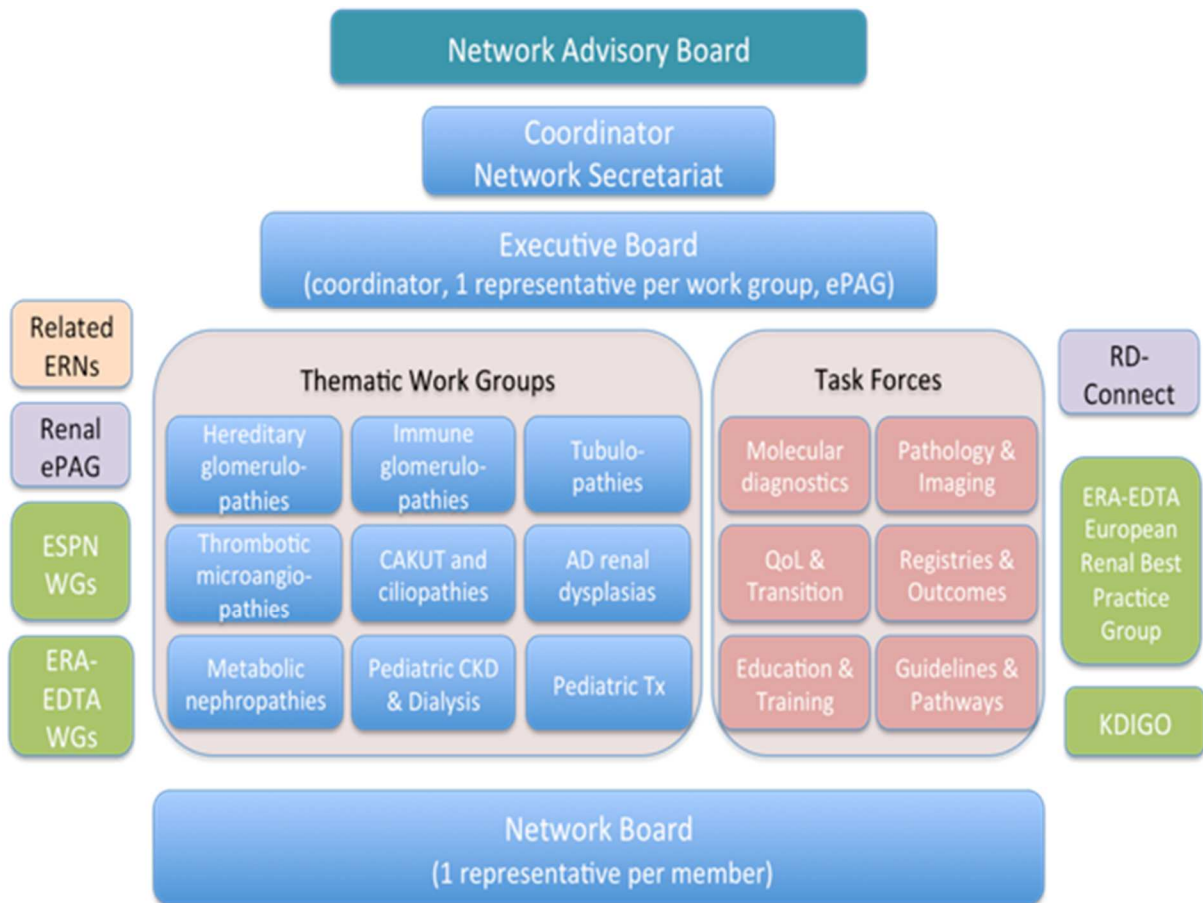 Network Advisory Board
Coordinator
Network Secretariat
Executive Board
(coordinator, 1 representative per work group, ePAG)
Related
ERNs
Renal
ePAG
ESPN
WGs
ERA-
EDTA
WGs
Thematic Work Groups
Hereditary
glomerulo-
pathies
Immune
glomerulo-
pathies
Tubulo-
pathies
Thrombotic
microangio-
pathies
CAKUT and
ciliopathies
AD renal
dysplasias
Metabolic
nephropathies
Pediatric CKD
& Dialysis
Pediatric Tx
Task Forces
Molecular
diagnostics
Pathology &
Imaging
QoL &
Transition
Registries &
Outcomes
Education &
Training
Guidelines &
Pathways
RD-
Connect
ERA-EDTA
European
Renal Best
Practice
Group
KDIGO
Network Board
(1 representative per member)